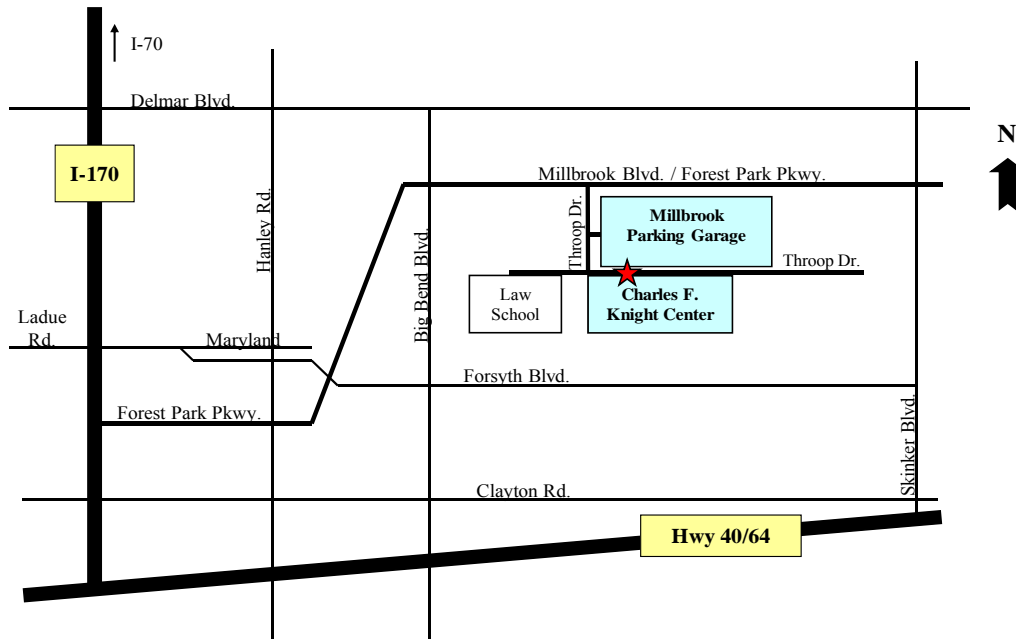 I-70
Delmar Blvd.
N
I-170
Millbrook Blvd. / Forest Park Pkwy.
Hanley Rd.
Throop Dr.
Millbrook
Parking Garage
Big Bend Blvd.
Throop Dr.
Law
School
Charles F.
Knight Center
Ladue
Rd.
Maryland
Forsyth Blvd.
Forest Park Pkwy.
Skinker Blvd.
Clayton Rd.
Hwy 40/64